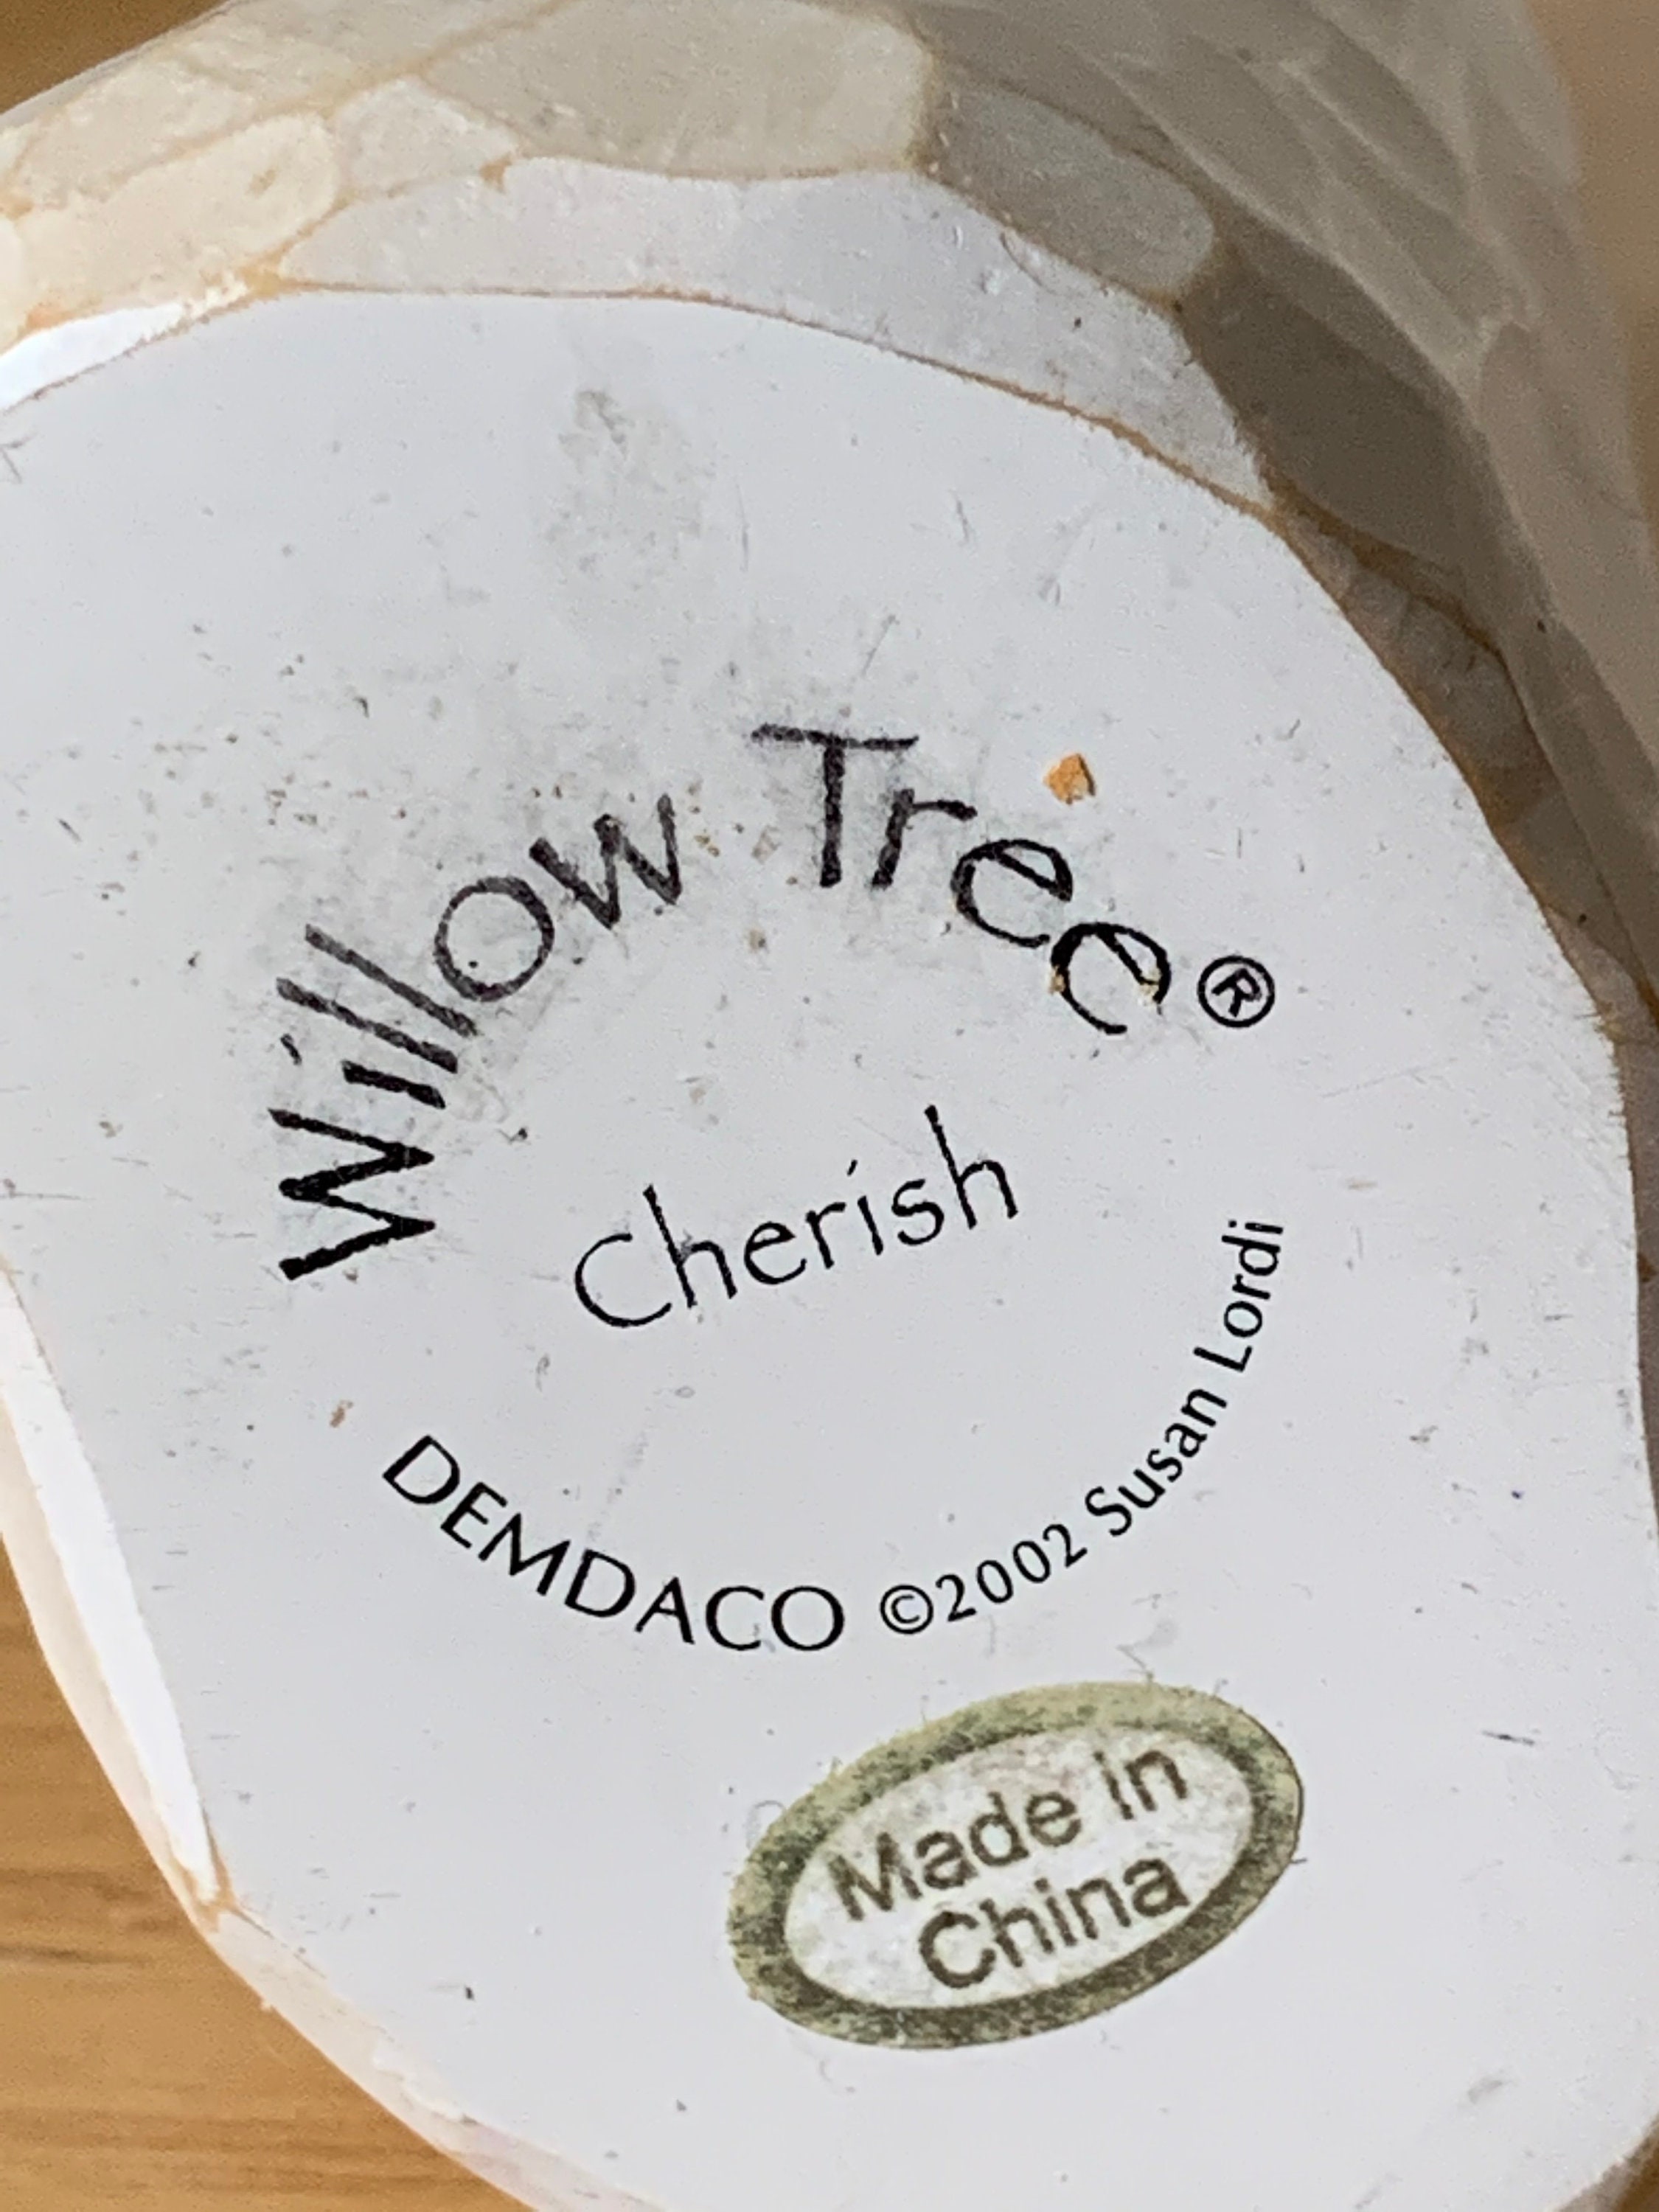 Willow Tree®
Cherish
DEMDACO ©2002 Susan Lordi
Made in
China